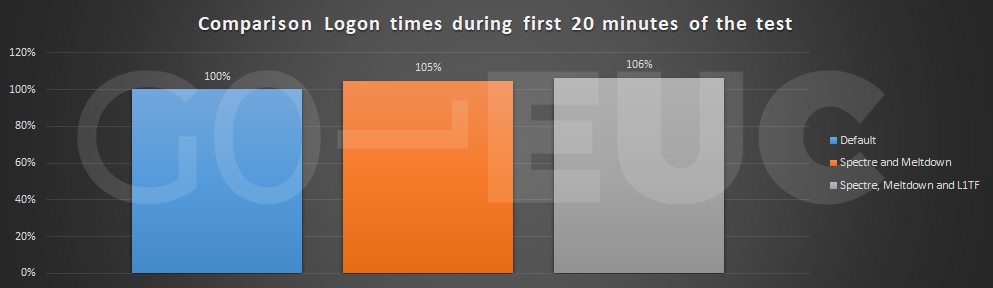 Comparison Logon times during first 20 minutes of the test
120%
100%
80%
60%
40%
20%
0%
100%
105%
106%
Default
Spectre and Meltdown
Spectre, Meltdown and L1TF
GO-EUC